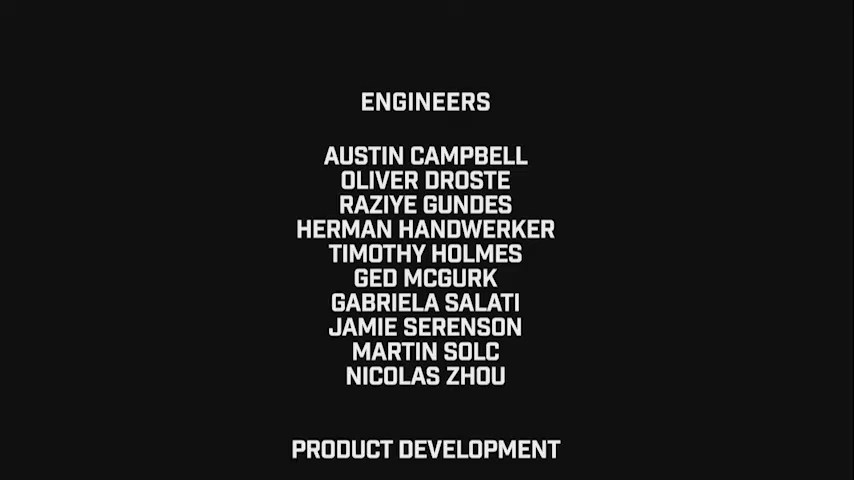 ENGINEERS
AUSTIN CAMPBELL
OLIVER DROSTE
RAZIYE GUNDES
HERMAN HANDWERKER
TIMOTHY HOLMES
GED MCGURK
GABRIELA SALATI
JAMIE SERENSON
MARTIN SOLC
NICOLAS ZHOU
PRODUCT DEVELOPMENT